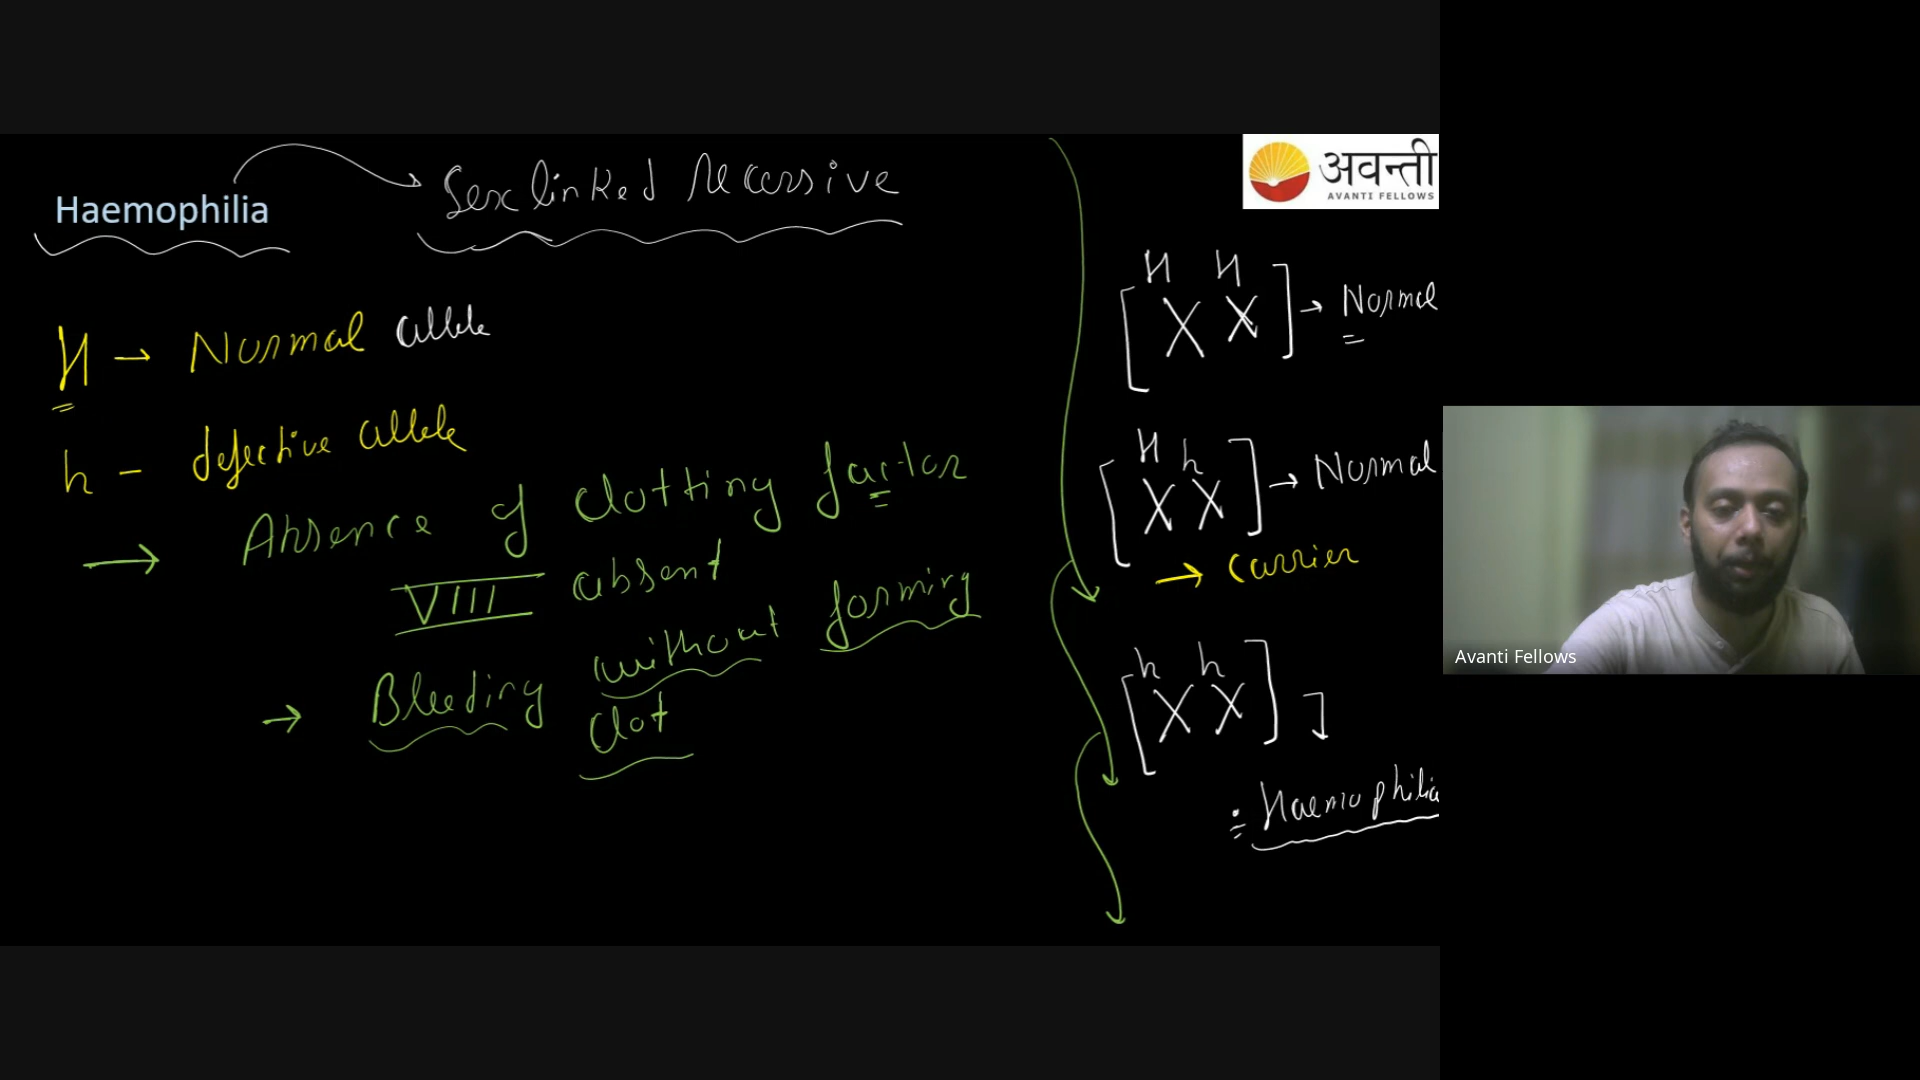 Haemophilia → Sex linked Recessive
H → Normal allele
h - defective allele
→ Absence of clotting factor
VIII absent
→ Bleeding without forming
clot
अवन्ती
AVANTI FELLOWS
H H
[X X] → Normal
H h
[X X] → Normal
→ Carrier
h h
[X X] ]
: Haemophilia
Avanti Fellows